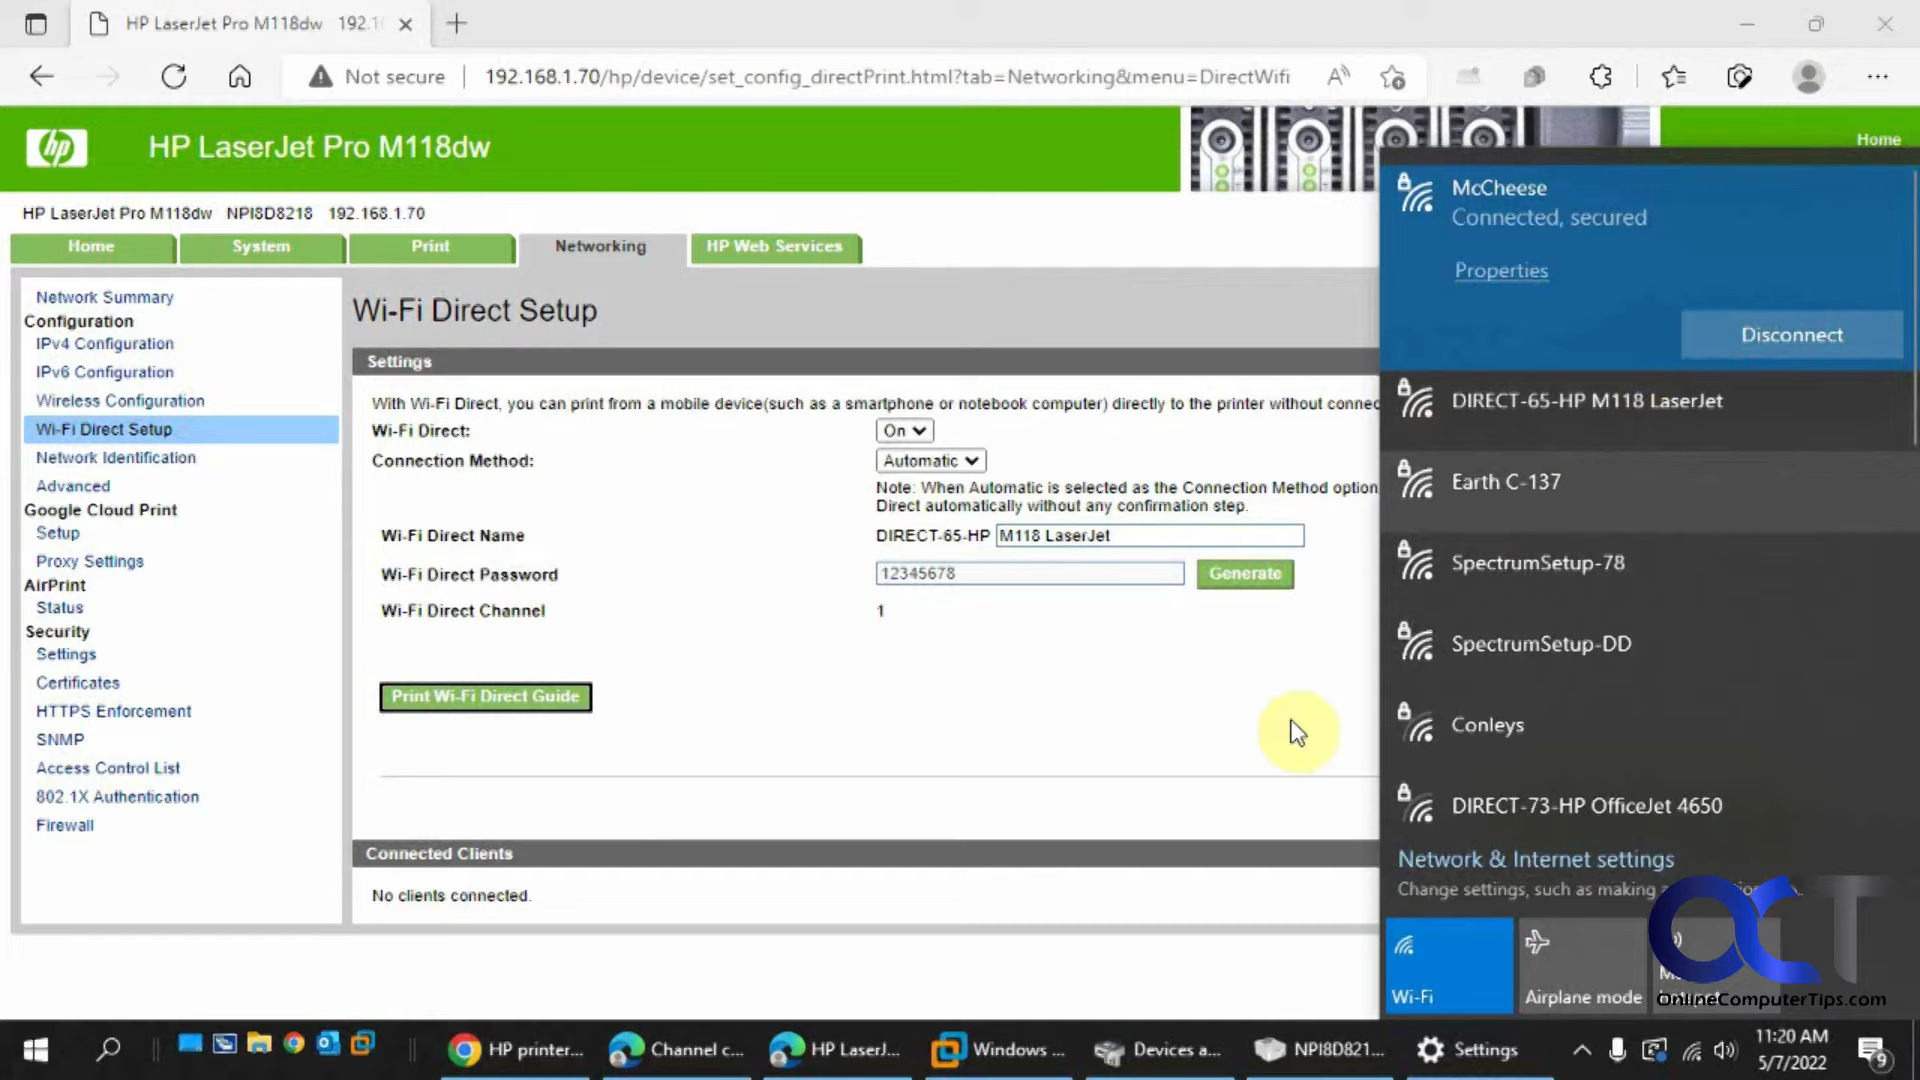 HP LaserJet Pro M118dw 192.1
Not secure 192.168.1.70/hp/device/set_config_directPrint.html?tab=Networking&menu=DirectWifi
hp HP LaserJet Pro M118dw
Home
HP LaserJet Pro M118dw NPI8D8218 192.168.1.70
Home System Print Networking HP Web Services
Network Summary
Configuration
IPv4 Configuration
IPv6 Configuration
Wireless Configuration
Wi-Fi Direct Setup
Network Identification
Advanced
Google Cloud Print
Setup
Proxy Settings
AirPrint
Status
Security
Settings
Certificates
HTTPS Enforcement
SNMP
Access Control List
802.1X Authentication
Firewall
Wi-Fi Direct Setup
Settings
With Wi-Fi Direct, you can print from a mobile device(such as a smartphone or notebook computer) directly to the printer without connec
Wi-Fi Direct: On
Connection Method: Automatic
Note: When Automatic is selected as the Connection Method option
Direct automatically without any confirmation step.
Wi-Fi Direct Name DIRECT-65-HP M118 LaserJet
Wi-Fi Direct Password 12345678 Generate
Wi-Fi Direct Channel 1
Print Wi-Fi Direct Guide
Connected Clients
No clients connected.
McCheese
Connected, secured
Properties
Disconnect
DIRECT-65-HP M118 LaserJet
Earth C-137
SpectrumSetup-78
SpectrumSetup-DD
Conleys
DIRECT-73-HP OfficeJet 4650
Network & Internet settings
Change settings, such as making a
Wi-Fi Airplane mode
OCT
OnlineComputerTips.com
HP printer... Channel c... HP LaserJ... Windows ... Devices a... NPI8D821... Settings
11:20 AM
5/7/2022
9